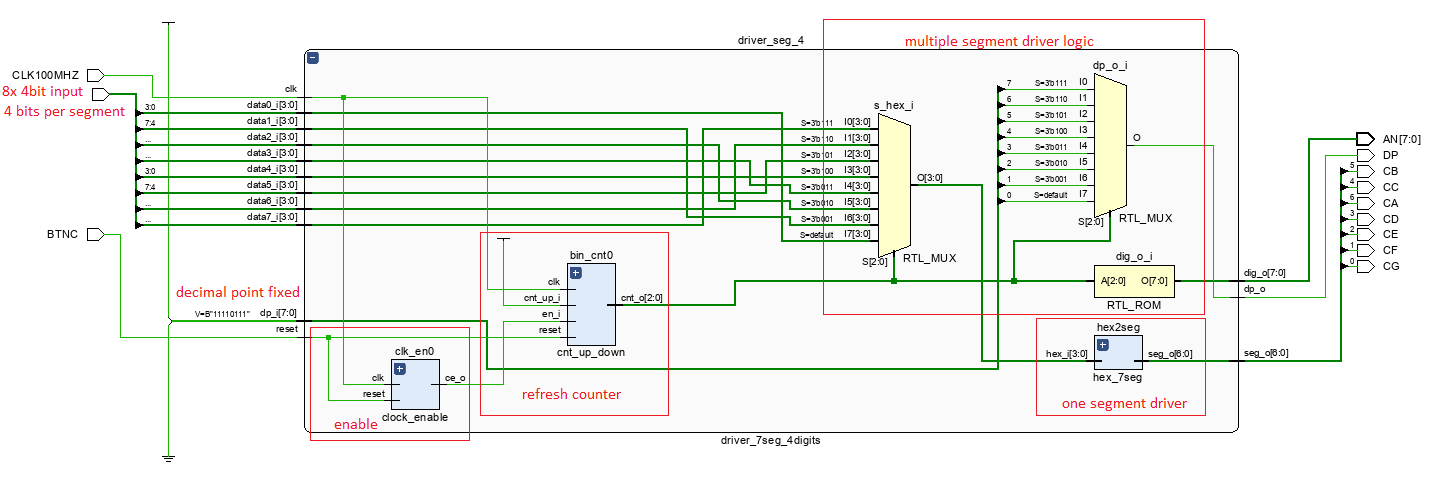 driver_seg_4
multiple segment driver logic
CLK100MHZ
8x 4bit input
4 bits per segment
clk
3:0 data0_i[3:0]
7:4 data1_i[3:0]
... data2_i[3:0]
... data3_i[3:0]
3:0 data4_i[3:0]
7:4 data5_i[3:0]
... data6_i[3:0]
... data7_i[3:0]
BTNC
s_hex_i
S=3'b111 I0[3:0]
S=3'b110 I1[3:0]
S=3'b101 I2[3:0]
S=3'b100 I3[3:0]
S=3'b011 I4[3:0]
S=3'b010 I5[3:0]
S=3'b001 I6[3:0]
S=default I7[3:0]
O[3:0]
S[2:0]
RTL_MUX
dp_o_i
7 S=3'b111 I0
6 S=3'b110 I1
5 S=3'b101 I2
4 S=3'b100 I3
3 S=3'b011 I4
2 S=3'b010 I5
1 S=3'b001 I6
0 S=default I7
O
S[2:0]
RTL_MUX
AN[7:0]
DP
5 CB
4 CC
6 CA
3 CD
2 CE
1 CF
0 CG
bin_cnt0
clk
cnt_up_i
en_i
reset
cnt_o[2:0]
cnt_up_down
refresh counter
dig_o_i
A[2:0] O[7:0]
RTL_ROM
dig_o[7:0]
dp_o
decimal point fixed
V=B"11110111" dp_i[7:0]
reset
clk_en0
clk
reset
ce_o
clock_enable
enable
hex2seg
hex_i[3:0]
seg_o[6:0]
hex_7seg
one segment driver
seg_o[6:0]
driver_7seg_4digits